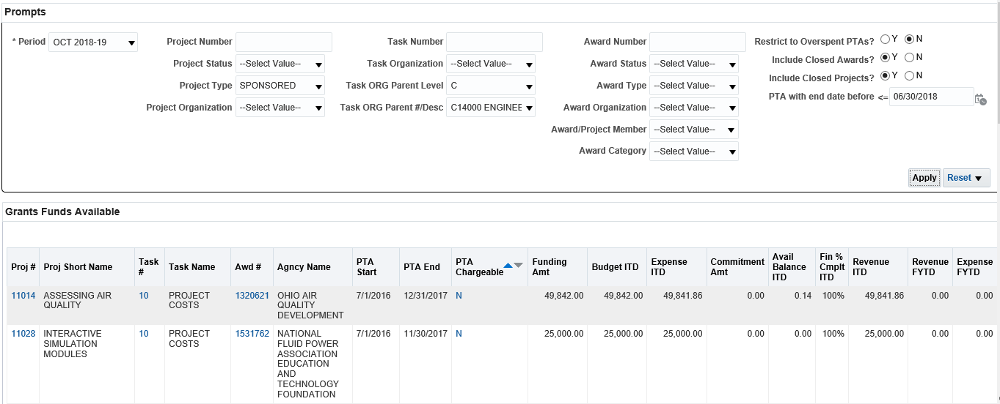 Prompts
* Period OCT 2018-19 Project Number Task Number Award Number Restrict to Overspent PTAs? Y N
Project Status --Select Value-- Task Organization --Select Value-- Award Status --Select Value-- Include Closed Awards? Y N
Project Type SPONSORED Task ORG Parent Level C Award Type --Select Value-- Include Closed Projects? Y N
Project Organization --Select Value-- Task ORG Parent #/Desc C14000 ENGINEE Award Organization --Select Value-- PTA with end date before <= 06/30/2018
Award/Project Member --Select Value--
Award Category --Select Value--
Apply Reset
Grants Funds Available
Proj # Proj Short Name Task # Task Name Awd # Agncy Name PTA Start PTA End PTA Chargeable Funding Amt Budget ITD Expense ITD Commitment Amt Avail Balance ITD Fin % Cmplt ITD Revenue ITD Revenue FYTD Expense FYTD
11014 ASSESSING AIR 10 PROJECT 1320621 OHIO AIR 7/1/2016 12/31/2017 N 49,842.00 49,842.00 49,841.86 0.00 0.14 100% 49,841.86 0.00 0.00
QUALITY COSTS QUALITY
DEVELOPMENT
11028 INTERACTIVE 10 PROJECT 1531762 NATIONAL 7/1/2016 11/30/2017 N 25,000.00 25,000.00 25,000.00 0.00 0.00 100% 25,000.00 0.00 0.00
SIMULATION COSTS FLUID POWER
MODULES ASSOCIATION
EDUCATION
AND
TECHNOLOGY
FOUNDATION